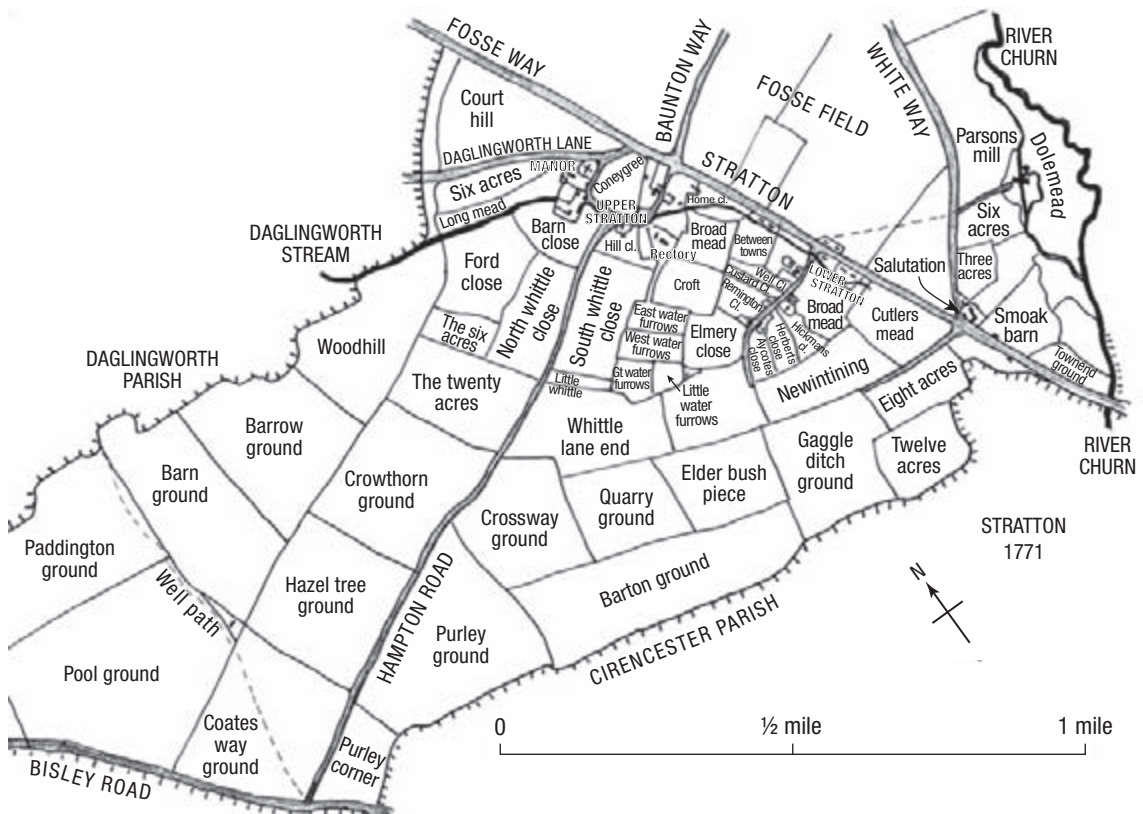 FOSSE WAY
BAUNTON WAY
WHITE WAY
RIVER
CHURN
Court
hill
FOSSE FIELD
Parsons
mill
Dolemead
DAGLINGWORTH LANE
MANOR
Coneygree
STRATTON
Six acres
Long mead
UPPER
STRATTON
Home cl.
Six
acres
DAGLINGWORTH
STREAM
Barn
close
Hill cl.
Rectory
Broad
mead
Between
towns
Ford
close
North whittle
close
South whittle
close
Croft
Well cl.
Custard Cl.
Remington
Cl.
LOWER
STRATTON
Salutation
Three
acres
The six
acres
East water
furrows
West water
furrows
Gt water
furrows
Elmery
close
Aycotes
close
Herberts
close
Hickmans
cl.
Broad
mead
Cutlers
mead
Smoak
barn
Townend
ground
Woodhill
DAGLINGWORTH
PARISH
The twenty
acres
Little
whittle
Little
water
furrows
Newintining
Eight acres
RIVER
CHURN
Barrow
ground
Whittle
lane end
Gaggle
ditch
ground
Twelve
acres
Barn
ground
Crowthorn
ground
Elder bush
piece
Quarry
ground
Crossway
ground
STRATTON
1771
Paddington
ground
Well path
Hazel tree
ground
HAMPTON ROAD
Barton ground
N
Purley
ground
CIRENCESTER PARISH
Pool ground
Coates
way
ground
Purley
corner
BISLEY ROAD
0
½ mile
1 mile